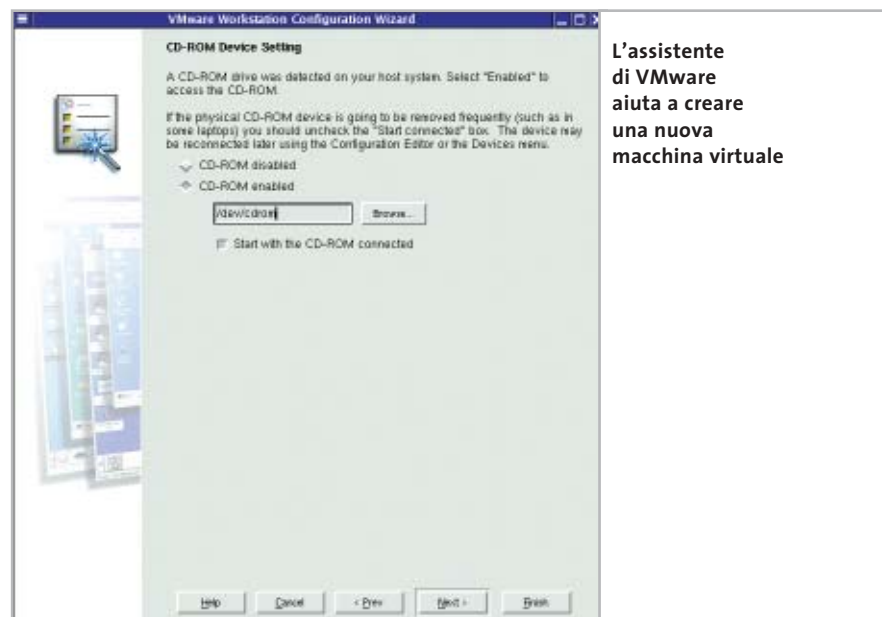 VMware Workstation Configuration Wizard
CD-ROM Device Setting
A CD-ROM drive was detected on your host system. Select "Enabled" to
access the CD-ROM.
If the physical CD-ROM device is going to be removed frequently (such as in
some laptops) you should uncheck the "Start connected" box. The device may
be reconnected later using the Configuration Editor or the Devices menu.
CD-ROM disabled
CD-ROM enabled
/dev/cdrom
Browse...
Start with the CD-ROM connected
Help
Cancel
< Prev
Next >
Finish
L'assistente
di VMware
aiuta a creare
una nuova
macchina virtuale